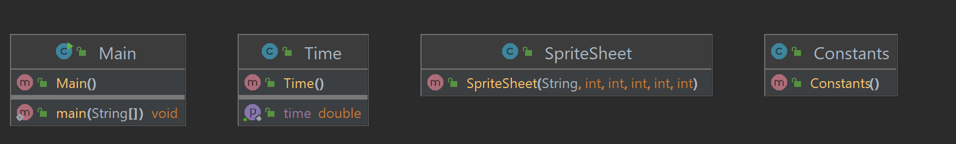 Main
Main()
main(String[]) void
Time
Time()
time double
SpriteSheet
SpriteSheet(String, int, int, int, int, int)
Constants
Constants()